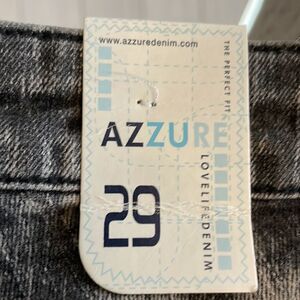 www.azzuredenim.com
THE PERFECT FIT
AZZURE
LOVELIFEDENIM
29